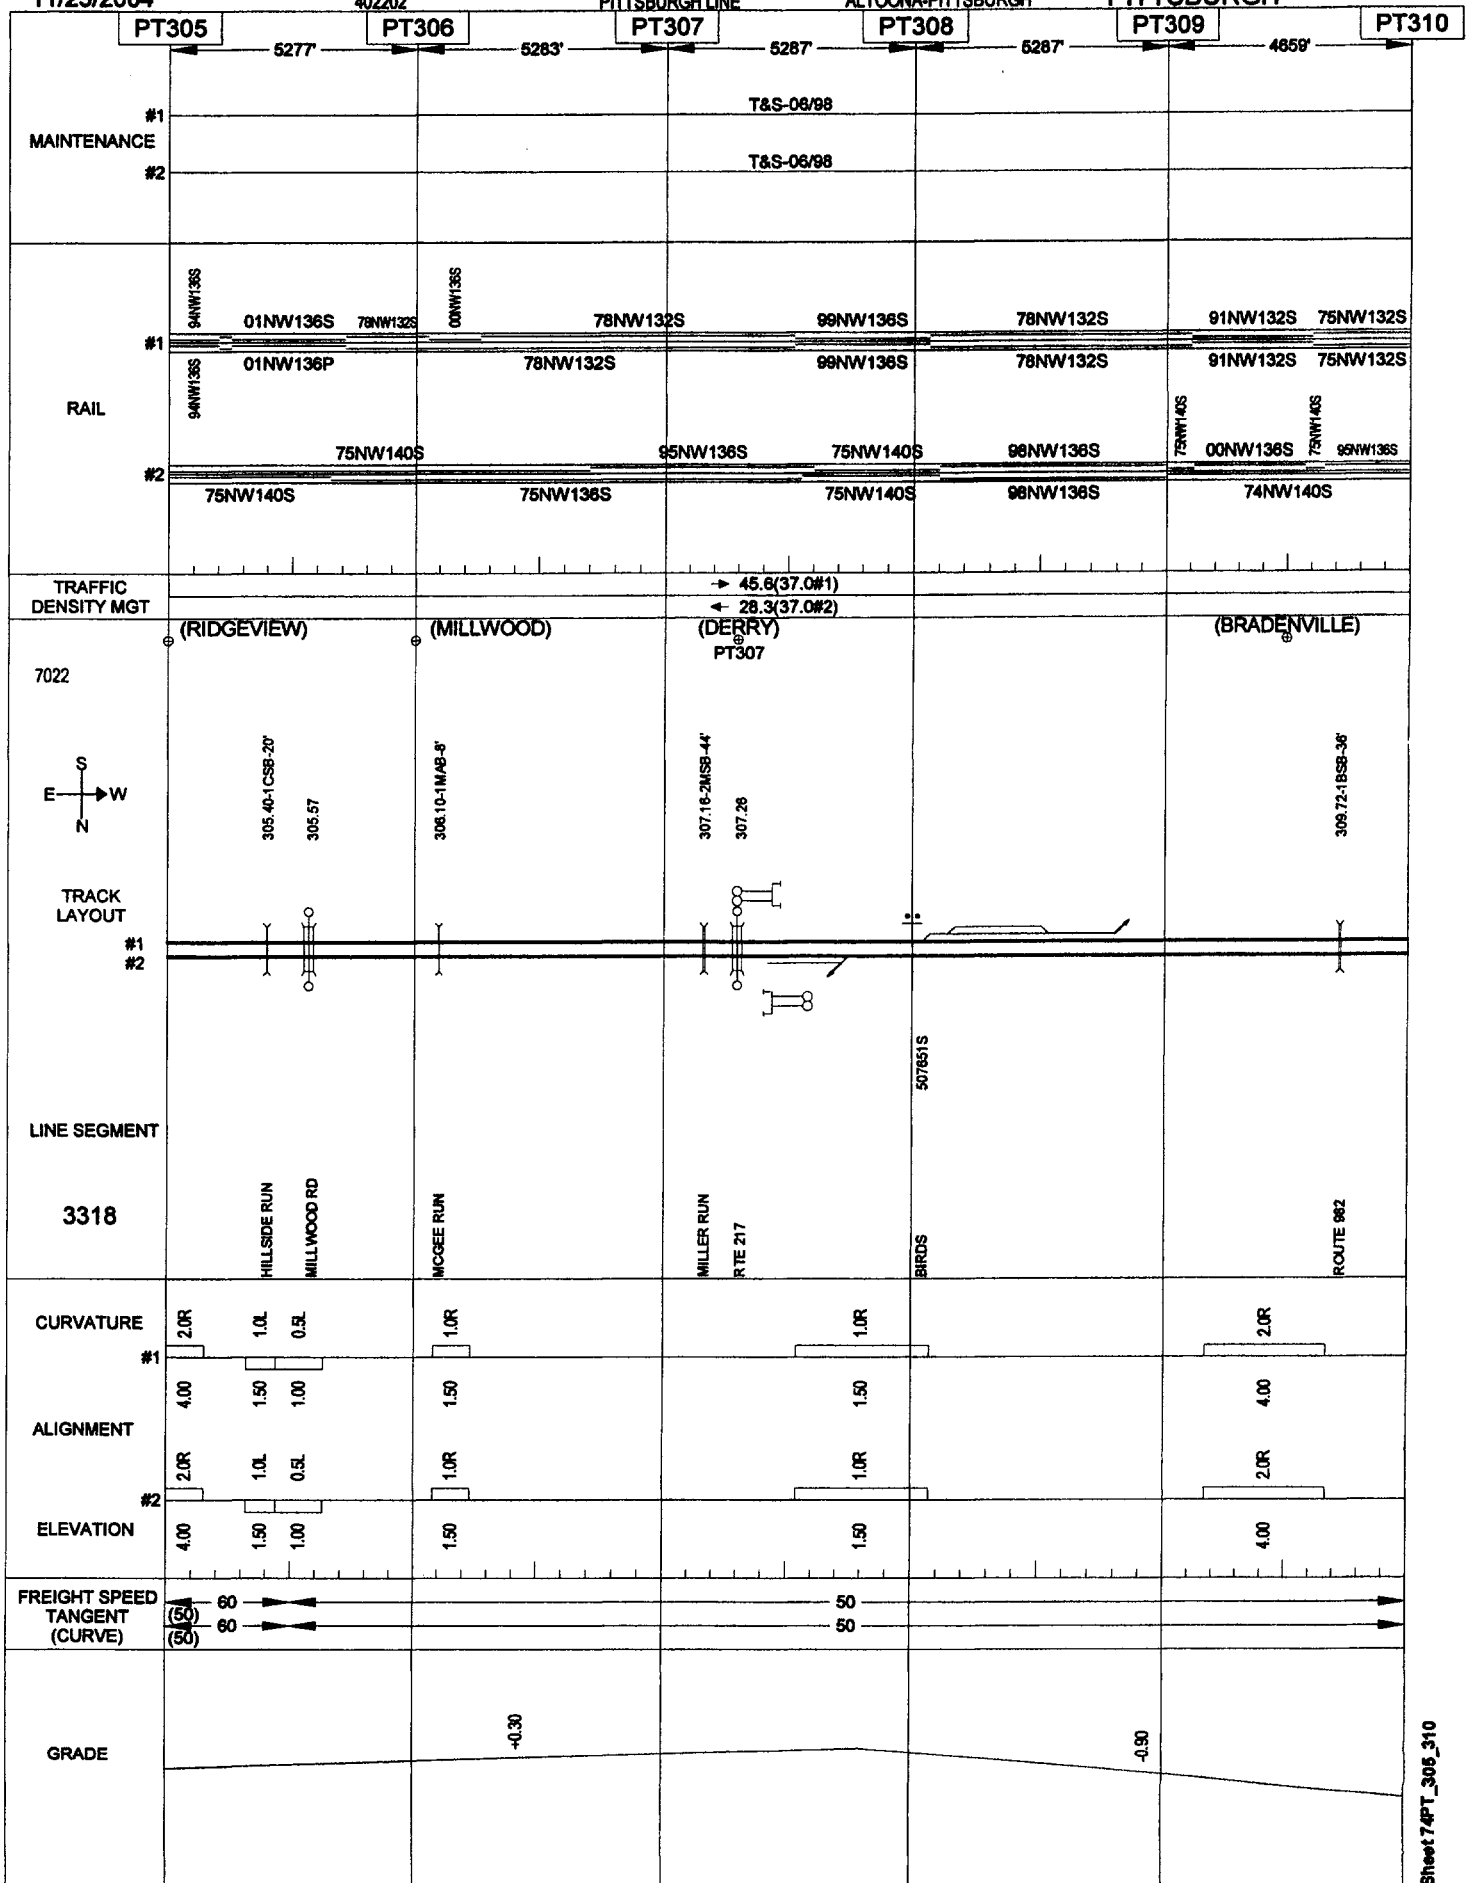 402202 PITTSBURGH LINE ALTOONA-PITTSBURGH PITTSBURGH
PT305 PT306 PT307 PT308 PT309 PT310
5277' 5283' 5287' 5287' 4659'
MAINTENANCE
#1 T&S-06/98
#2 T&S-06/98
RAIL
94NW136S 01NW136S 78NW132S 00NW136S 78NW132S 99NW136S 78NW132S 91NW132S 75NW132S
#1
94NW136S 01NW136P 78NW132S 99NW136S 78NW132S 91NW132S 75NW132S
75NW140S 95NW136S 75NW140S 98NW136S 75NW140S 00NW136S 75NW140S 95NW136S
#2
75NW140S 75NW136S 75NW140S 98NW136S 74NW140S
TRAFFIC
DENSITY MGT
45.6(37.0#1)
28.3(37.0#2)
(RIDGEVIEW) (MILLWOOD) (DERRY) (BRADENVILLE)
PT307
7022
S
E W
N
305.40-1CSB-20'
305.57
306.10-1MAB-8'
307.16-2MSB-44'
307.26
309.72-1BSB-36'
TRACK
LAYOUT
#1
#2
507651S
LINE SEGMENT
3318
HILLSIDE RUN
MILLWOOD RD
MCGEE RUN
MILLER RUN
RTE 217
BIRDS
ROUTE 982
CURVATURE
2.0R 1.0L 0.5L 1.0R 1.0R 2.0R
#1
4.00 1.50 1.00 1.50 1.50 4.00
ALIGNMENT
2.0R 1.0L 0.5L 1.0R 1.0R 2.0R
#2
ELEVATION
4.00 1.50 1.00 1.50 1.50 4.00
FREIGHT SPEED
TANGENT
(CURVE)
60 50
(50)
60 50
(50)
GRADE
+0.30 -0.90
Sheet74PT_305_310